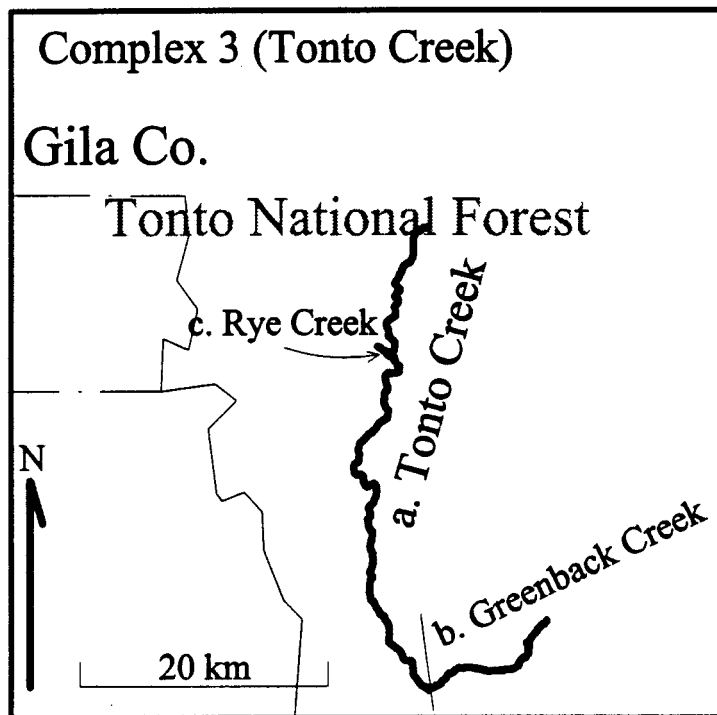 Complex 3 (Tonto Creek)
Gila Co.
Tonto National Forest
c. Rye Creek
a. Tonto Creek
N
b. Greenback Creek
20 km